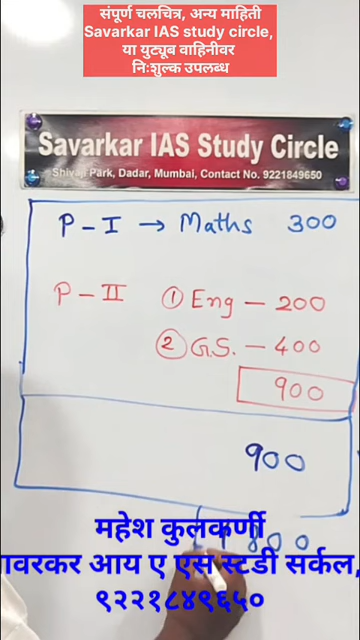 संपूर्ण चलचित्र, अन्य माहिती
Savarkar IAS study circle,
या युट्यूब वाहिनीवर
निःशुल्क उपलब्ध
Savarkar IAS Study Circle
Shivaji Park, Dadar, Mumbai, Contact No. 9221849650
P-I → Maths 300
P-II ① Eng - 200
② G.S. - 400
900
900
1800
महेश कुलकर्णी
ावरकर आय ए एस स्टडी सर्कल,
९२२१८४९६५०